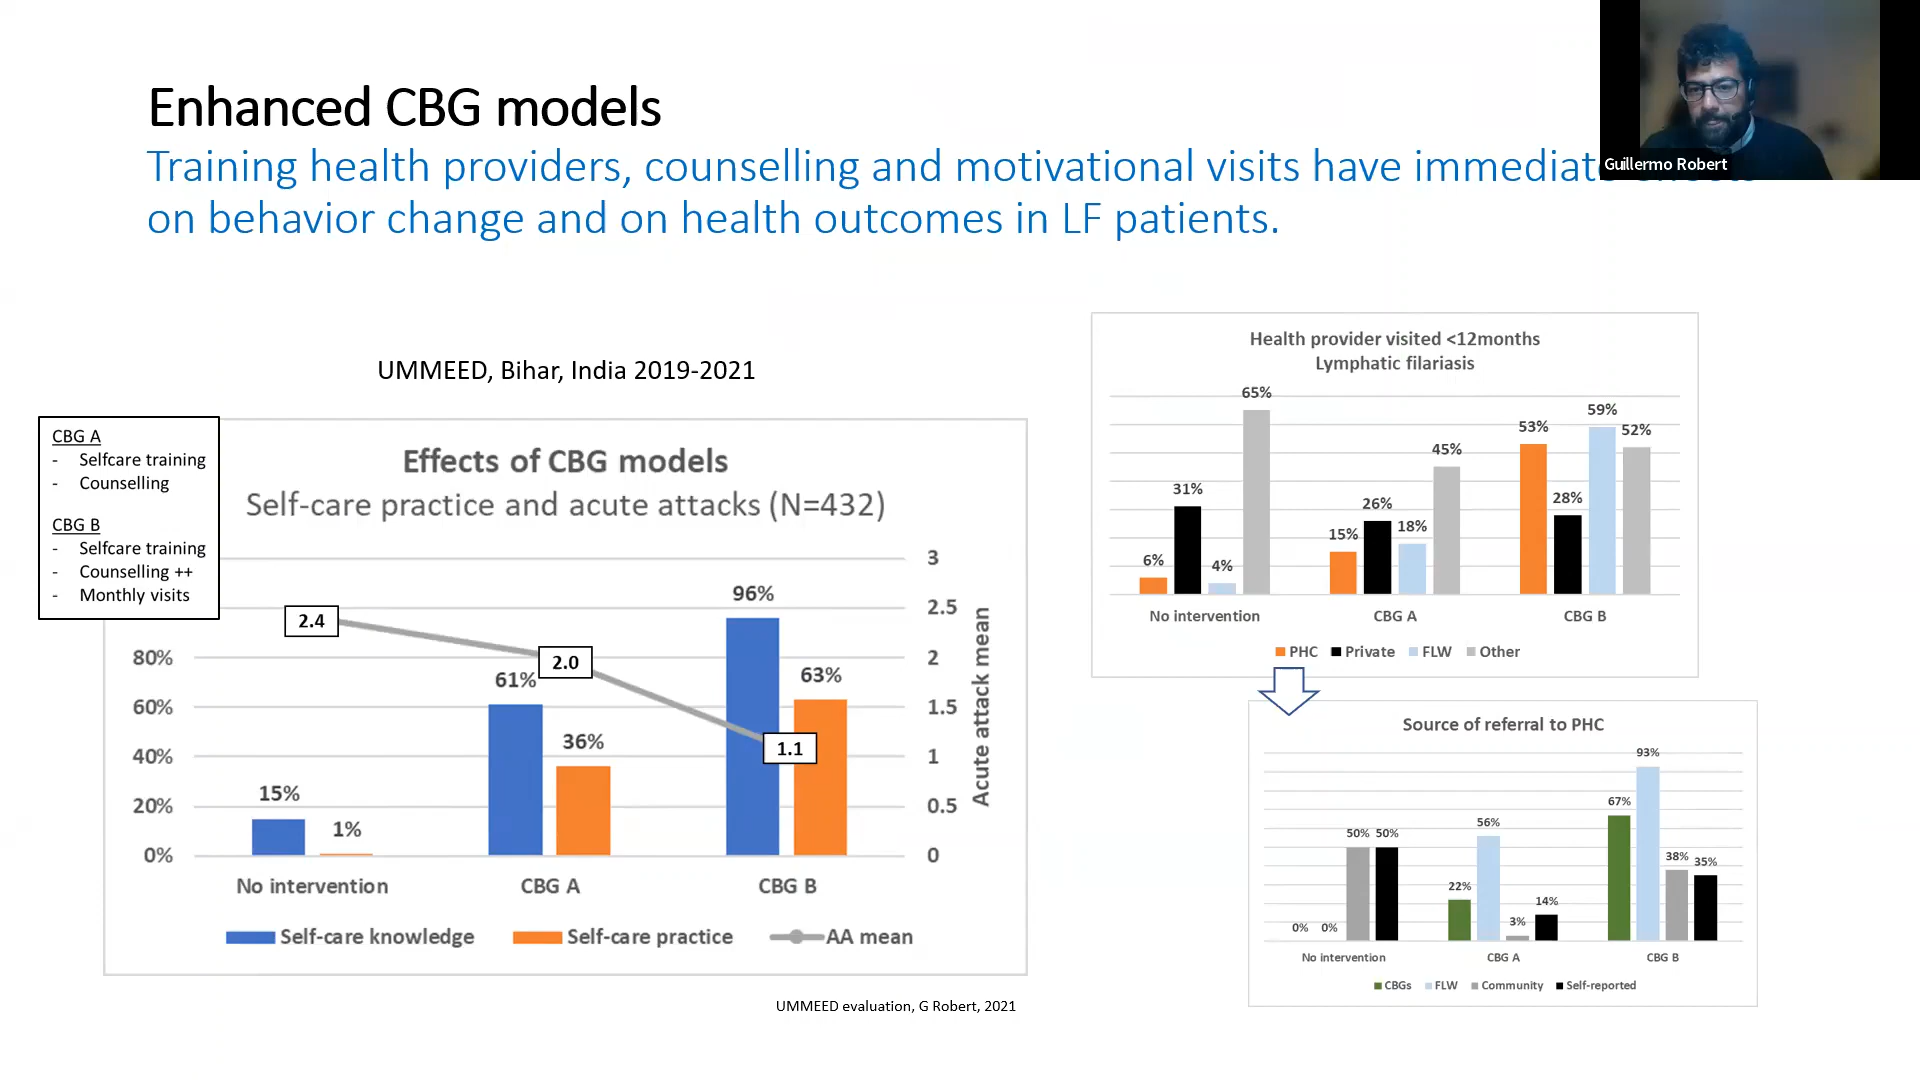 Enhanced CBG models
Training health providers, counselling and motivational visits have immediate
on behavior change and on health outcomes in LF patients.
Guillermo Robert
UMMEED, Bihar, India 2019-2021
CBG A
- Selfcare training
- Counselling
CBG B
- Selfcare training
- Counselling ++
- Monthly visits
Effects of CBG models
Self-care practice and acute attacks (N=432)
80%
60%
40%
20%
0%
3
2.5
2
1.5
1
0.5
0
Acute attack mean
2.4
2.0
1.1
15%
1%
61%
36%
96%
63%
No intervention
CBG A
CBG B
Self-care knowledge
Self-care practice
AA mean
UMMEED evaluation, G Robert, 2021
Health provider visited <12months
Lymphatic filariasis
6%
31%
4%
65%
15%
26%
18%
45%
53%
28%
59%
52%
No intervention
CBG A
CBG B
PHC
Private
FLW
Other
Source of referral to PHC
0%
0%
50%
50%
22%
56%
3%
14%
67%
93%
38%
35%
No intervention
CBG A
CBG B
CBGs
FLW
Community
Self-reported